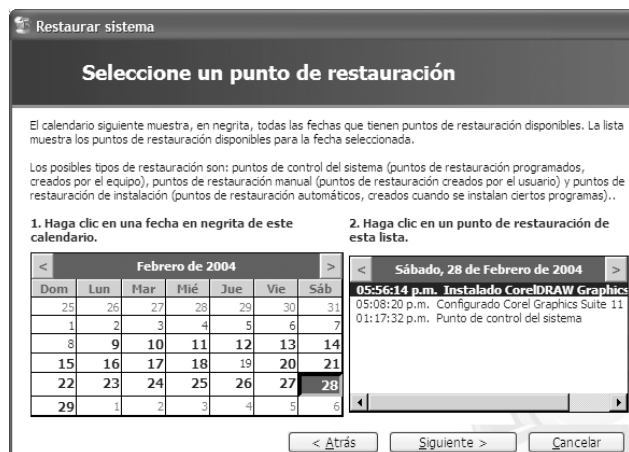 Restaurar sistema
Seleccione un punto de restauración
El calendario siguiente muestra, en negrita, todas las fechas que tienen puntos de restauración disponibles. La lista
muestra los puntos de restauración disponibles para la fecha seleccionada.
Los posibles tipos de restauración son: puntos de control del sistema (puntos de restauración programados,
creados por el equipo), puntos de restauración manual (puntos de restauración creados por el usuario) y puntos de
restauración de instalación (puntos de restauración automáticos, creados cuando se instalan ciertos programas)..
1. Haga clic en una fecha en negrita de este
calendario.
< Febrero de 2004 >
Dom Lun Mar Mié Jue Vie Sáb
25 26 27 28 29 30 31
1 2 3 4 5 6 7
8 9 10 11 12 13 14
15 16 17 18 19 20 21
22 23 24 25 26 27 28
29 1 2 3 4 5 6
2. Haga clic en un punto de restauración de
esta lista.
< Sábado, 28 de Febrero de 2004 >
05:56:14 p.m. Instalado CorelDRAW Graphics
05:08:20 p.m. Configurado Corel Graphics Suite 11
01:17:32 p.m. Punto de control del sistema
< Atrás Siguiente > Cancelar